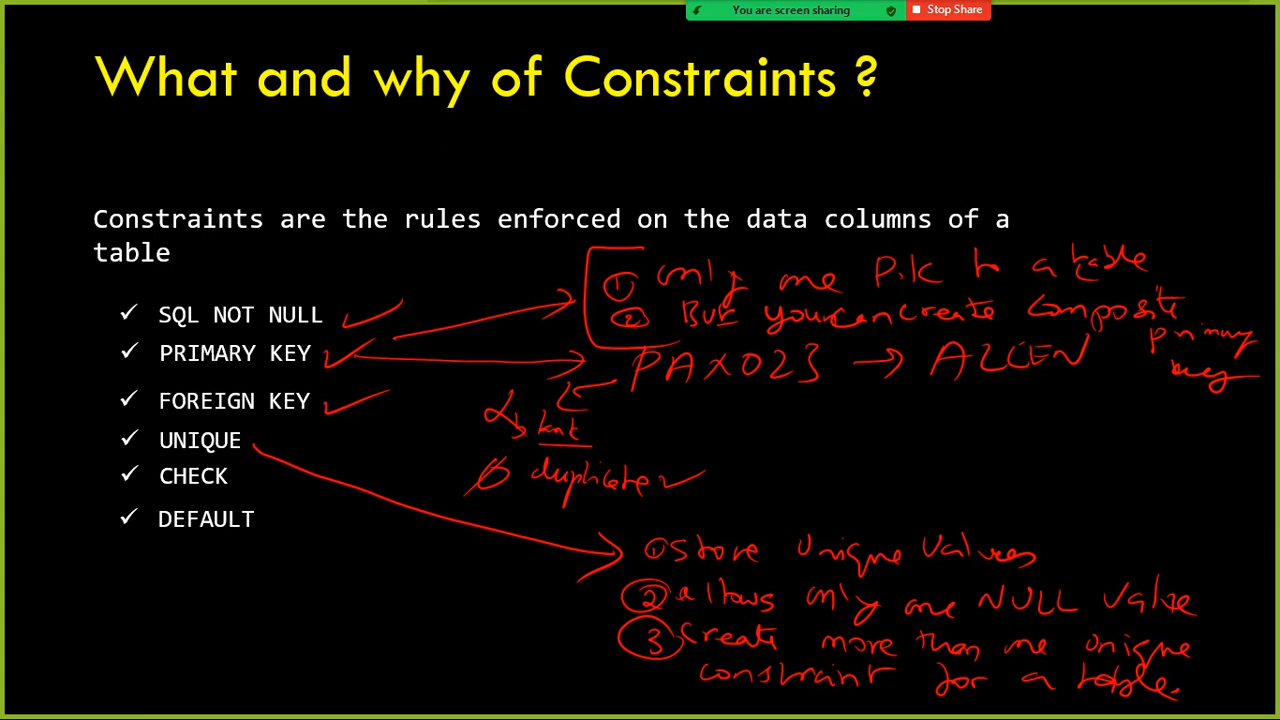 You are screen sharing Stop Share
What and why of Constraints ?
Constraints are the rules enforced on the data columns of a
table
① only one P.K to a table
② But you can create composite
primary
key
✓ SQL NOT NULL
✓ PRIMARY KEY
PAX023 → ALLEN
✓ FOREIGN KEY
✓ UNIQUE
duplicate
✓ CHECK
✓ DEFAULT
① Store Unique Values
② allows only one NULL Value
③ Create more than one unique
constraint for a table.